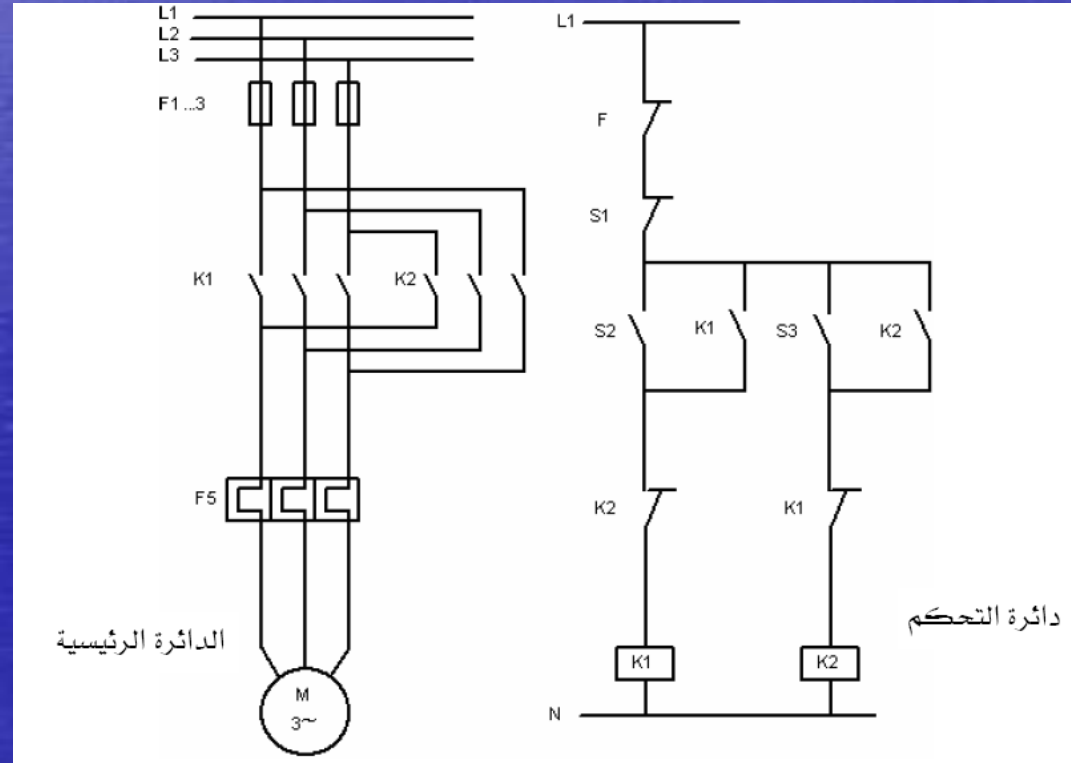 L1
L2
L3
F1...3
K1
K2
F5
M
3~
الدائرة الرئيسية
L1
F
S1
S2
K1
S3
K2
K2
K1
دائرة التحكم
K1
K2
N